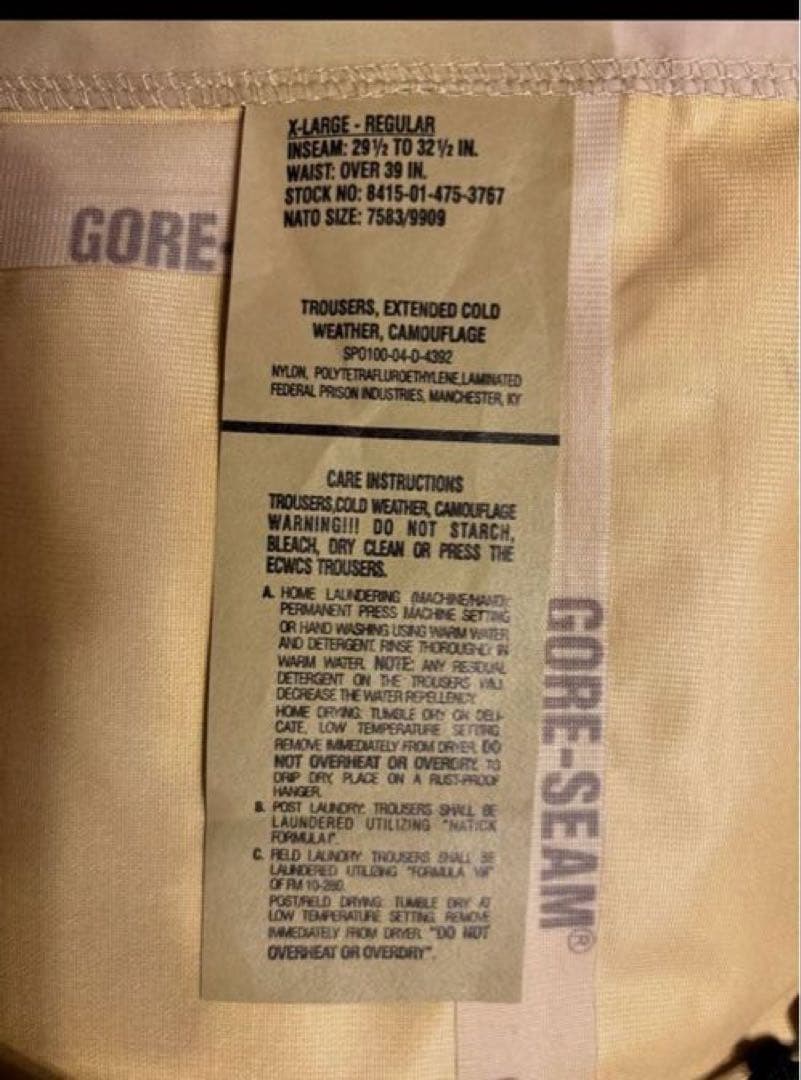 X-LARGE - REGULAR
INSEAM: 29½ TO 32½ IN.
WAIST: OVER 39 IN.
STOCK NO: 8415-01-475-3767
NATO SIZE: 7583/9909
GORE-
TROUSERS, EXTENDED COLD
WEATHER, CAMOUFLAGE
SPO100-04-D-4392
NYLON, POLYTETRAFLUROETHYLENE,LAMINATED
FEDERAL PRISON INDUSTRIES, MANCHESTER, KY
CARE INSTRUCTIONS
TROUSERS,COLD WEATHER, CAMOUFLAGE
WARNING!!! DO NOT STARCH,
BLEACH, DRY CLEAN OR PRESS THE
ECWCS TROUSERS.
A. HOME LAUNDERING (MACHINE/HAND):
PERMANENT PRESS MACHINE SETTING
OR HAND WASHING USING WARM WATER
AND DETERGENT. RINSE THOROUGHLY IN
WARM WATER. NOTE: ANY RESIDUAL
DETERGENT ON THE TROUSERS WILL
DECREASE THE WATER REPELLENCY.
HOME DRYING: TUMBLE DRY ON DELI-
CATE, LOW TEMPERATURE SETTING
REMOVE IMMEDIATELY FROM DRYER. DO
NOT OVERHEAT OR OVERDRY. TO
DRIP DRY, PLACE ON A RUST-PROOF
HANGER.
B. POST LAUNDRY: TROUSERS SHALL BE
LAUNDERED UTILIZING "NATICK
FORMULA I".
C. FIELD LAUNDRY: TROUSERS SHALL BE
LAUNDERED UTILIZING "FORMULA
OF FM 10-280.
POST/FIELD DRYING: TUMBLE DRY AT
LOW TEMPERATURE SETTING. REMOVE
IMMEDIATELY FROM DRYER. "DO NOT
OVERHEAT OR OVERDRY".
GORE-SEAM®